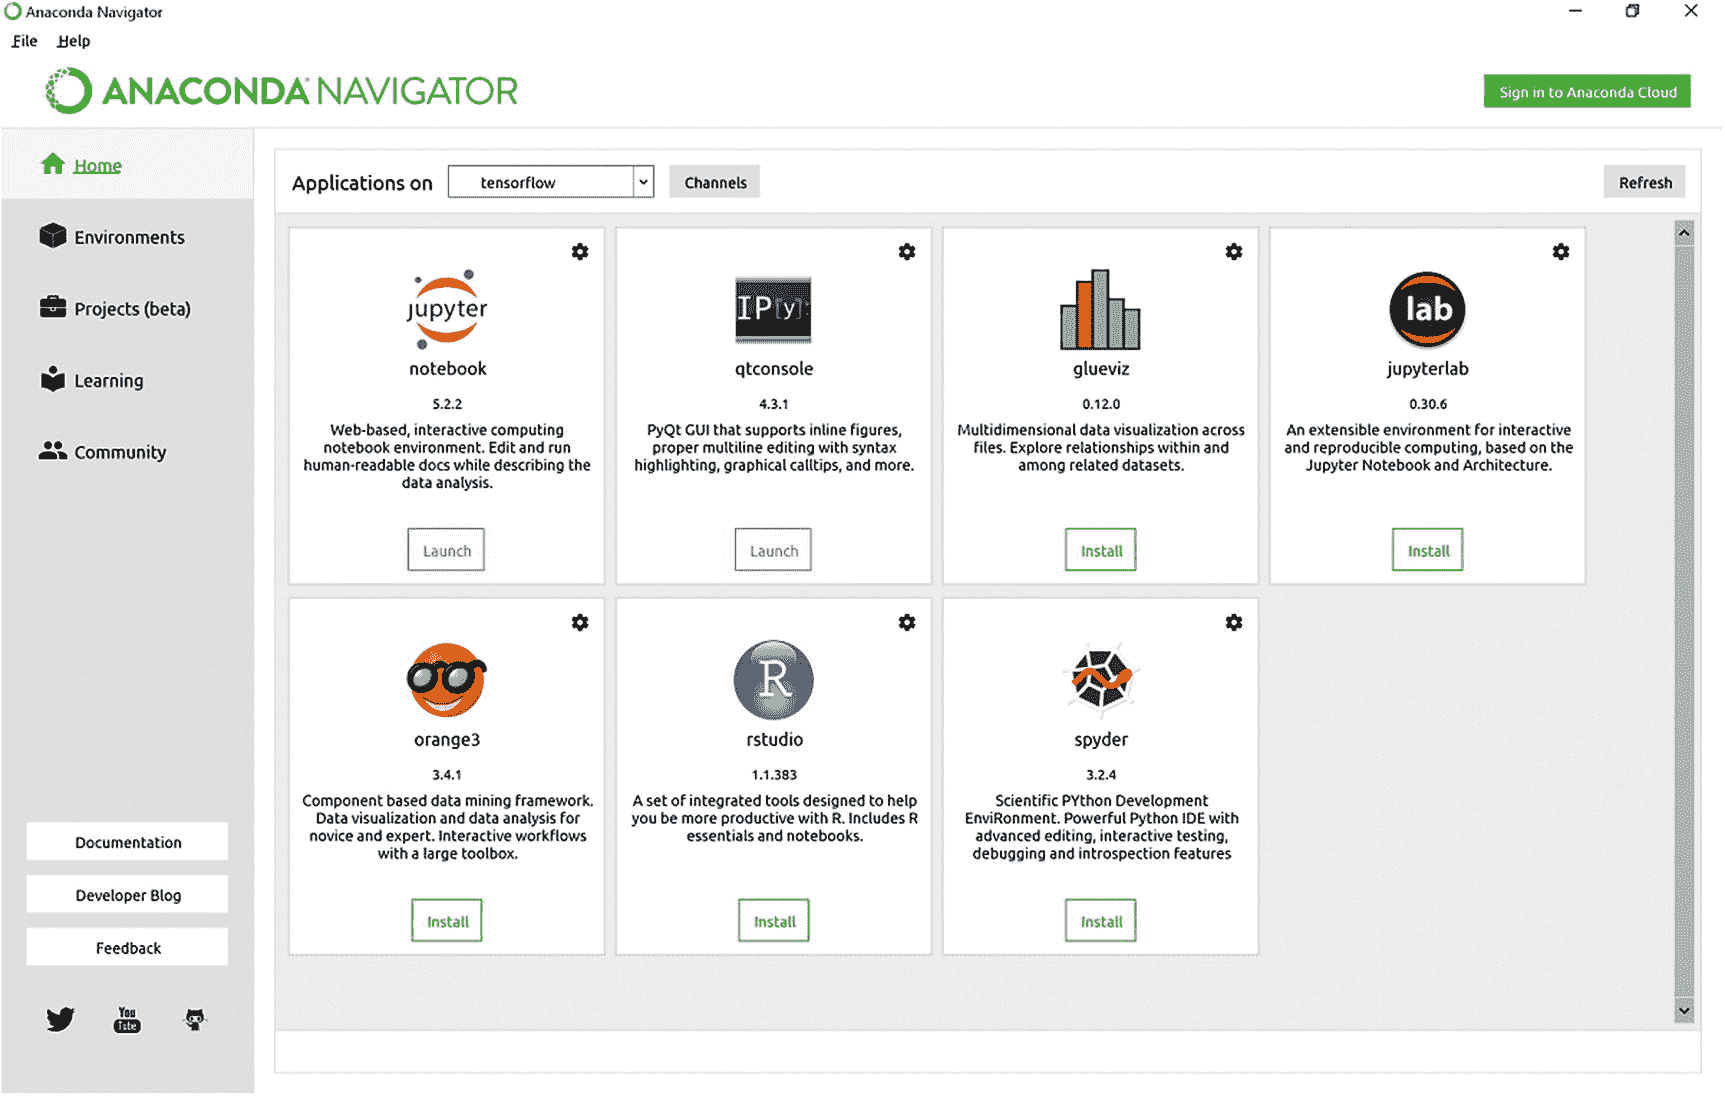 Anaconda Navigator
File Help
ANACONDA NAVIGATOR
Sign in to Anaconda Cloud
Home
Environments
Projects (beta)
Learning
Community
Documentation
Developer Blog
Feedback
You
Tube
Applications on tensorflow Channels Refresh
jupyter
notebook
5.2.2
Web-based, interactive computing
notebook environment. Edit and run
human-readable docs while describing the
data analysis.
Launch
IP[y]:
qtconsole
4.3.1
PyQt GUI that supports inline figures,
proper multiline editing with syntax
highlighting, graphical calltips, and more.
Launch
glueviz
0.12.0
Multidimensional data visualization across
files. Explore relationships within and
among related datasets.
Install
lab
jupyterlab
0.30.6
An extensible environment for interactive
and reproducible computing, based on the
Jupyter Notebook and Architecture.
Install
orange3
3.4.1
Component based data mining framework.
Data visualization and data analysis for
novice and expert. Interactive workflows
with a large toolbox.
Install
R
rstudio
1.1.383
A set of integrated tools designed to help
you be more productive with R. Includes R
essentials and notebooks.
Install
spyder
3.2.4
Scientific PYthon Development
EnviRonment. Powerful Python IDE with
advanced editing, interactive testing,
debugging and introspection features
Install